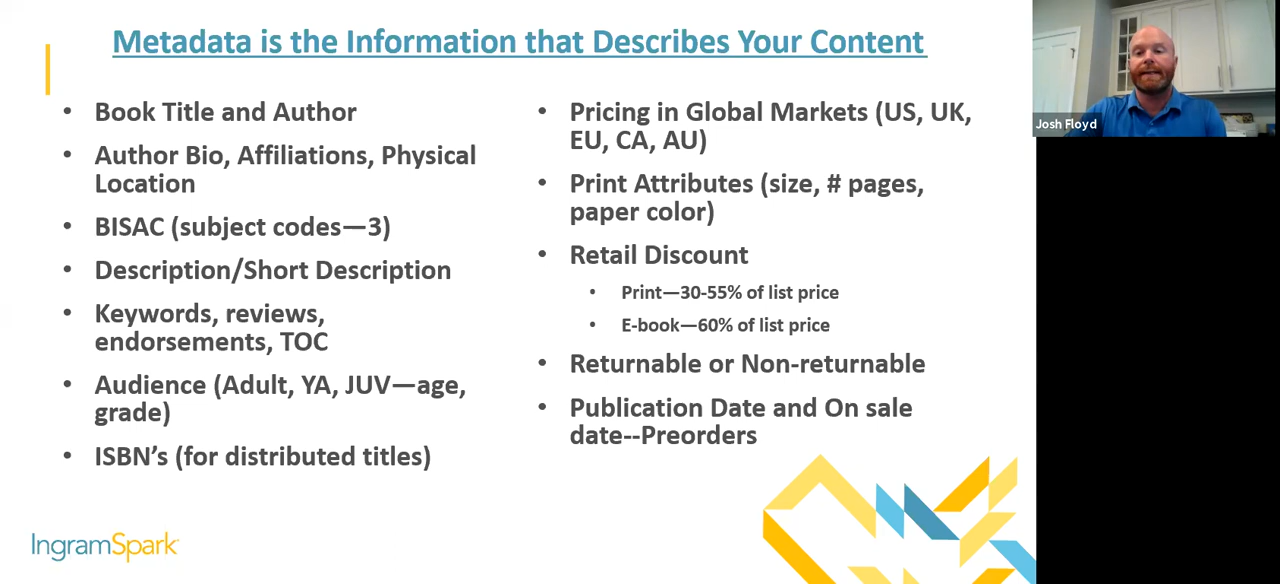 Metadata is the Information that Describes Your Content
• Book Title and Author
• Author Bio, Affiliations, Physical
Location
• BISAC (subject codes—3)
• Description/Short Description
• Keywords, reviews,
endorsements, TOC
• Audience (Adult, YA, JUV—age,
grade)
• ISBN’s (for distributed titles)
• Pricing in Global Markets (US, UK,
EU, CA, AU)
• Print Attributes (size, # pages,
paper color)
• Retail Discount
• Print—30-55% of list price
• E-book—60% of list price
• Returnable or Non-returnable
• Publication Date and On sale
date--Preorders
IngramSpark
Josh Floyd